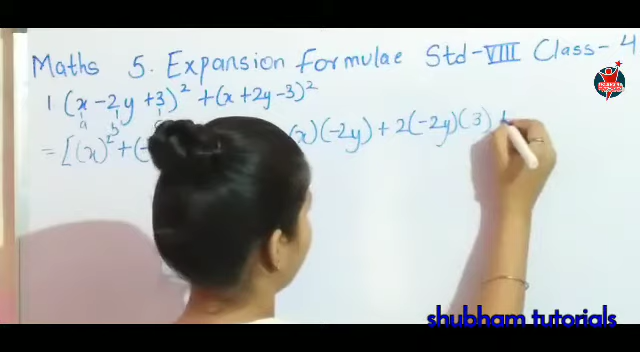 Maths 5. Expansion formulae Std-VIII Class-4
1 (x - 2y + 3)² + (x + 2y - 3)²
a b
= [(x)² + (- (x)(-2y) + 2(-2y)(3) +
shubham tutorials